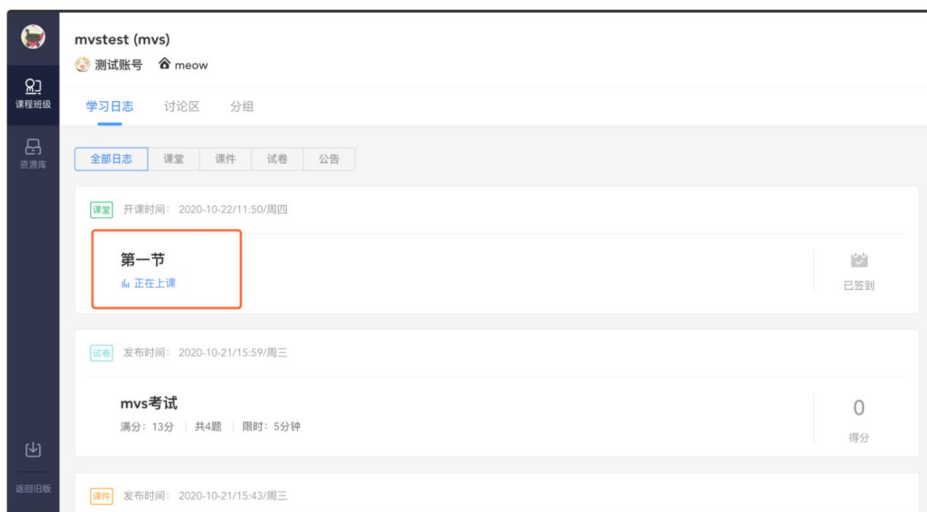 mvstest (mvs)
测试账号 meow
课程班级
学习日志 讨论区 分组
资源库
全部日志 课堂 课件 试卷 公告
课堂 开课时间： 2020-10-22/11:50/周四
第一节
正在上课
已签到
试卷 发布时间： 2020-10-21/15:59/周三
mvs考试
满分：13分 | 共4题 | 限时：5分钟
0
得分
返回旧版
课件 发布时间： 2020-10-21/15:43/周三